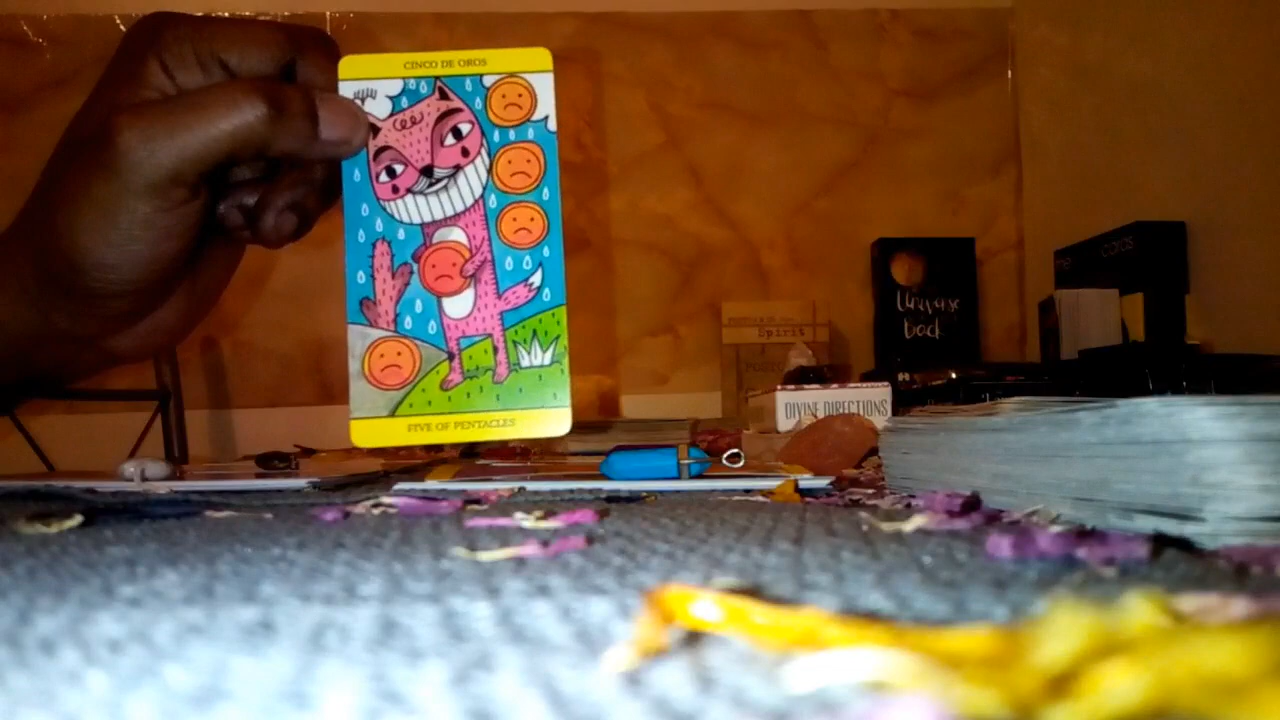 CINCO DE OROS
FIVE OF PENTACLES
Spirit
Universe
back
DIVINE DIRECTIONS